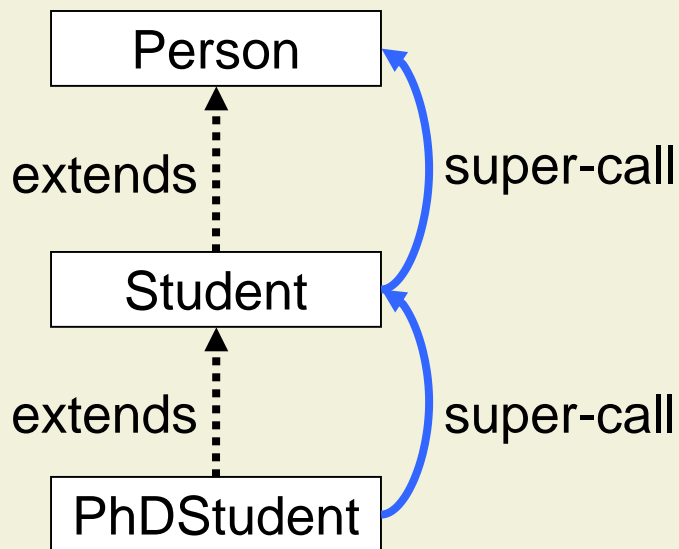 Person
extends
super-call
Student
extends
super-call
PhDStudent